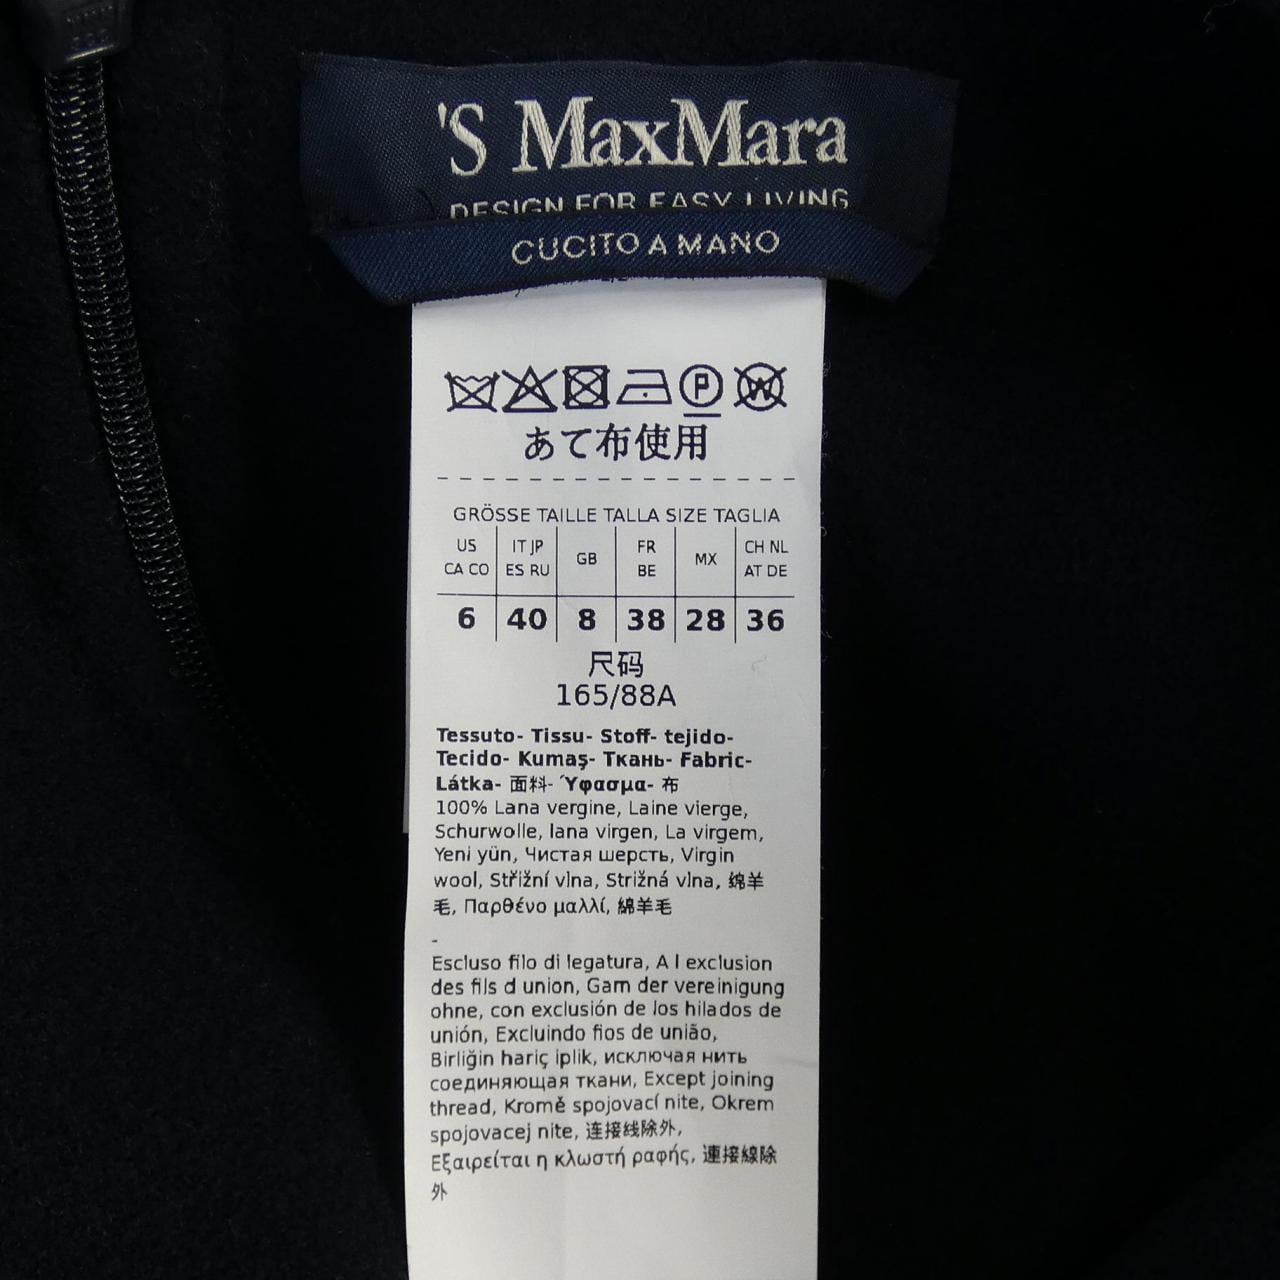 'S MaxMara
DESIGN FOR EASY LIVING
CUCITO A MANO
P W
あて布使用
GRÖSSE TAILLE TALLA SIZE TAGLIA
US IT JP GB FR MX CH NL
CA CO ES RU BE AT DE
6 40 8 38 28 36
尺码
165/88A
Tessuto- Tissu- Stoff- tejido-
Tecido- Kumaş- Ткань- Fabric-
Látka- 面料- Ύφασμα- 布
100% Lana vergine, Laine vierge,
Schurwolle, lana virgen, La virgem,
Yeni yün, Чистая шерсть, Virgin
wool, Střižní vlna, Strižná vlna, 绵羊
毛, Παρθένο μαλλί, 綿羊毛
-
Escluso filo di legatura, A l exclusion
des fils d union, Garn der vereinigung
ohne, con exclusión de los hilados de
unión, Excluindo fios de união,
Birliğin hariç iplik, исключая нить
соединяющая ткани, Except joining
thread, Kromě spojovací nite, Okrem
spojovacej nite, 连接线除外,
Εξαιρείται η κλωστή ραφής, 連接線除
外